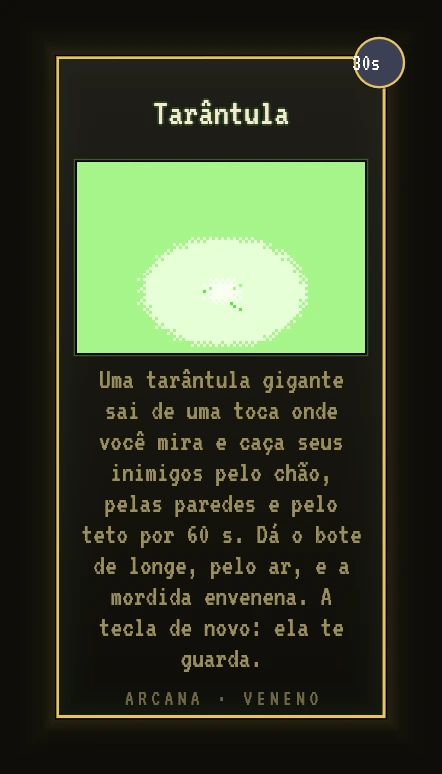 80s
Tarântula
Uma tarântula gigante
sai de uma toca onde
você mira e caça seus
inimigos pelo chão,
pelas paredes e pelo
teto por 60 s. Dá o bote
de longe, pelo ar, e a
mordida envenena. A
tecla de novo: ela te
guarda.
ARCANA · VENENO